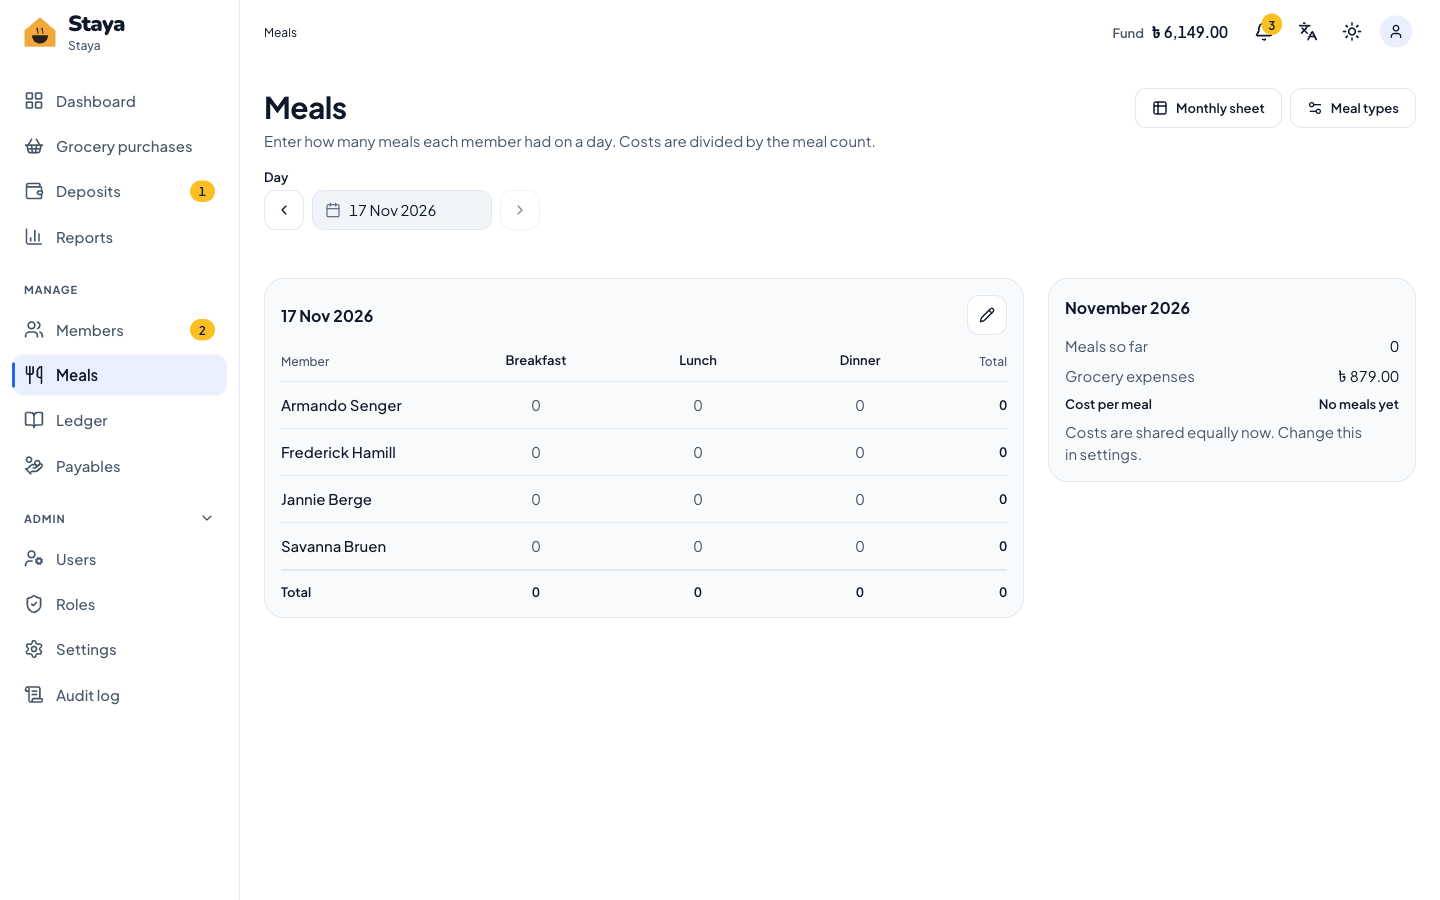 Staya
Staya
Dashboard
Grocery purchases
Deposits 1
Reports
MANAGE
Members 2
Meals
Ledger
Payables
ADMIN
Users
Roles
Settings
Audit log
Meals
Fund ৳ 6,149.00
3
Meals
Enter how many meals each member had on a day. Costs are divided by the meal count.
Monthly sheet
Meal types
Day
17 Nov 2026
17 Nov 2026
Member Breakfast Lunch Dinner Total
Armando Senger 0 0 0 0
Frederick Hamill 0 0 0 0
Jannie Berge 0 0 0 0
Savanna Bruen 0 0 0 0
Total 0 0 0 0
November 2026
Meals so far 0
Grocery expenses ৳ 879.00
Cost per meal No meals yet
Costs are shared equally now. Change this
in settings.